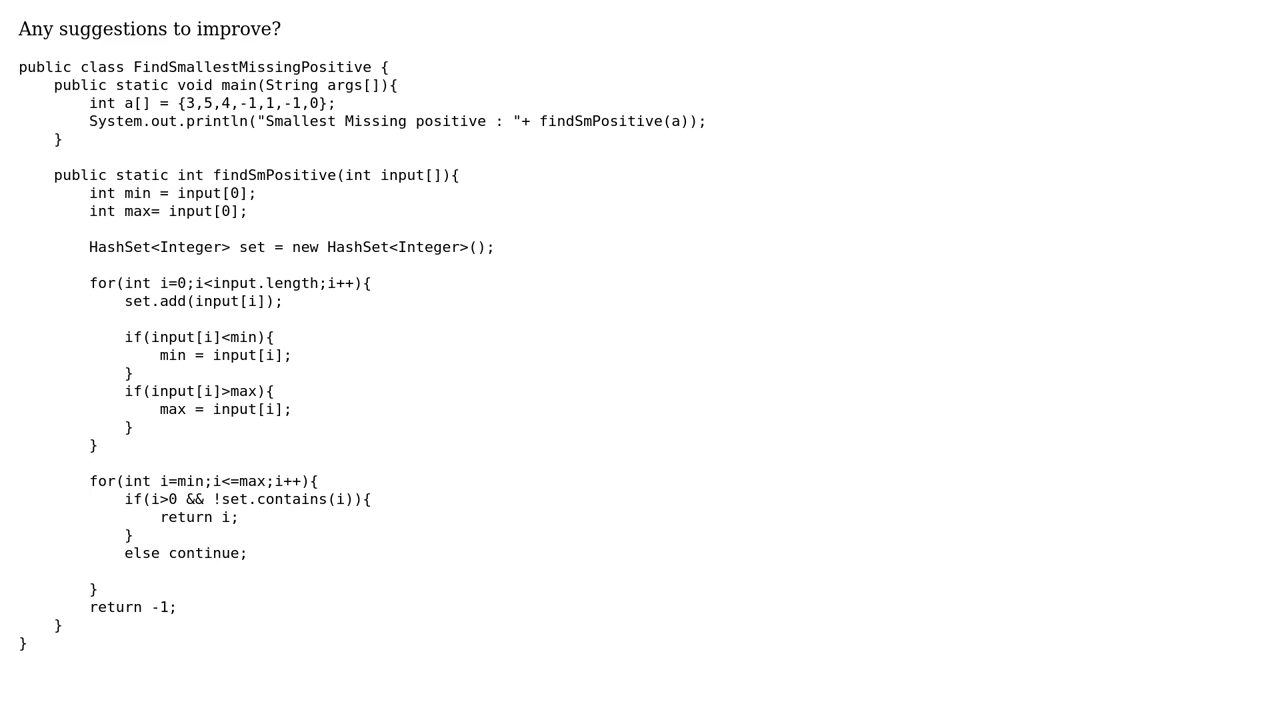 Any suggestions to improve?
public class FindSmallestMissingPositive {
    public static void main(String args[]){
        int a[] = {3,5,4,-1,1,-1,0};
        System.out.println("Smallest Missing positive : "+ findSmPositive(a));
    }
    public static int findSmPositive(int input[]){
        int min = input[0];
        int max= input[0];
        HashSet<Integer> set = new HashSet<Integer>();
        for(int i=0;i<input.length;i++){
            set.add(input[i]);
            if(input[i]<min){
                min = input[i];
            }
            if(input[i]>max){
                max = input[i];
            }
        }
        for(int i=min;i<=max;i++){
            if(i>0 && !set.contains(i)){
                return i;
            }
            else continue;
        }
        return -1;
    }
}